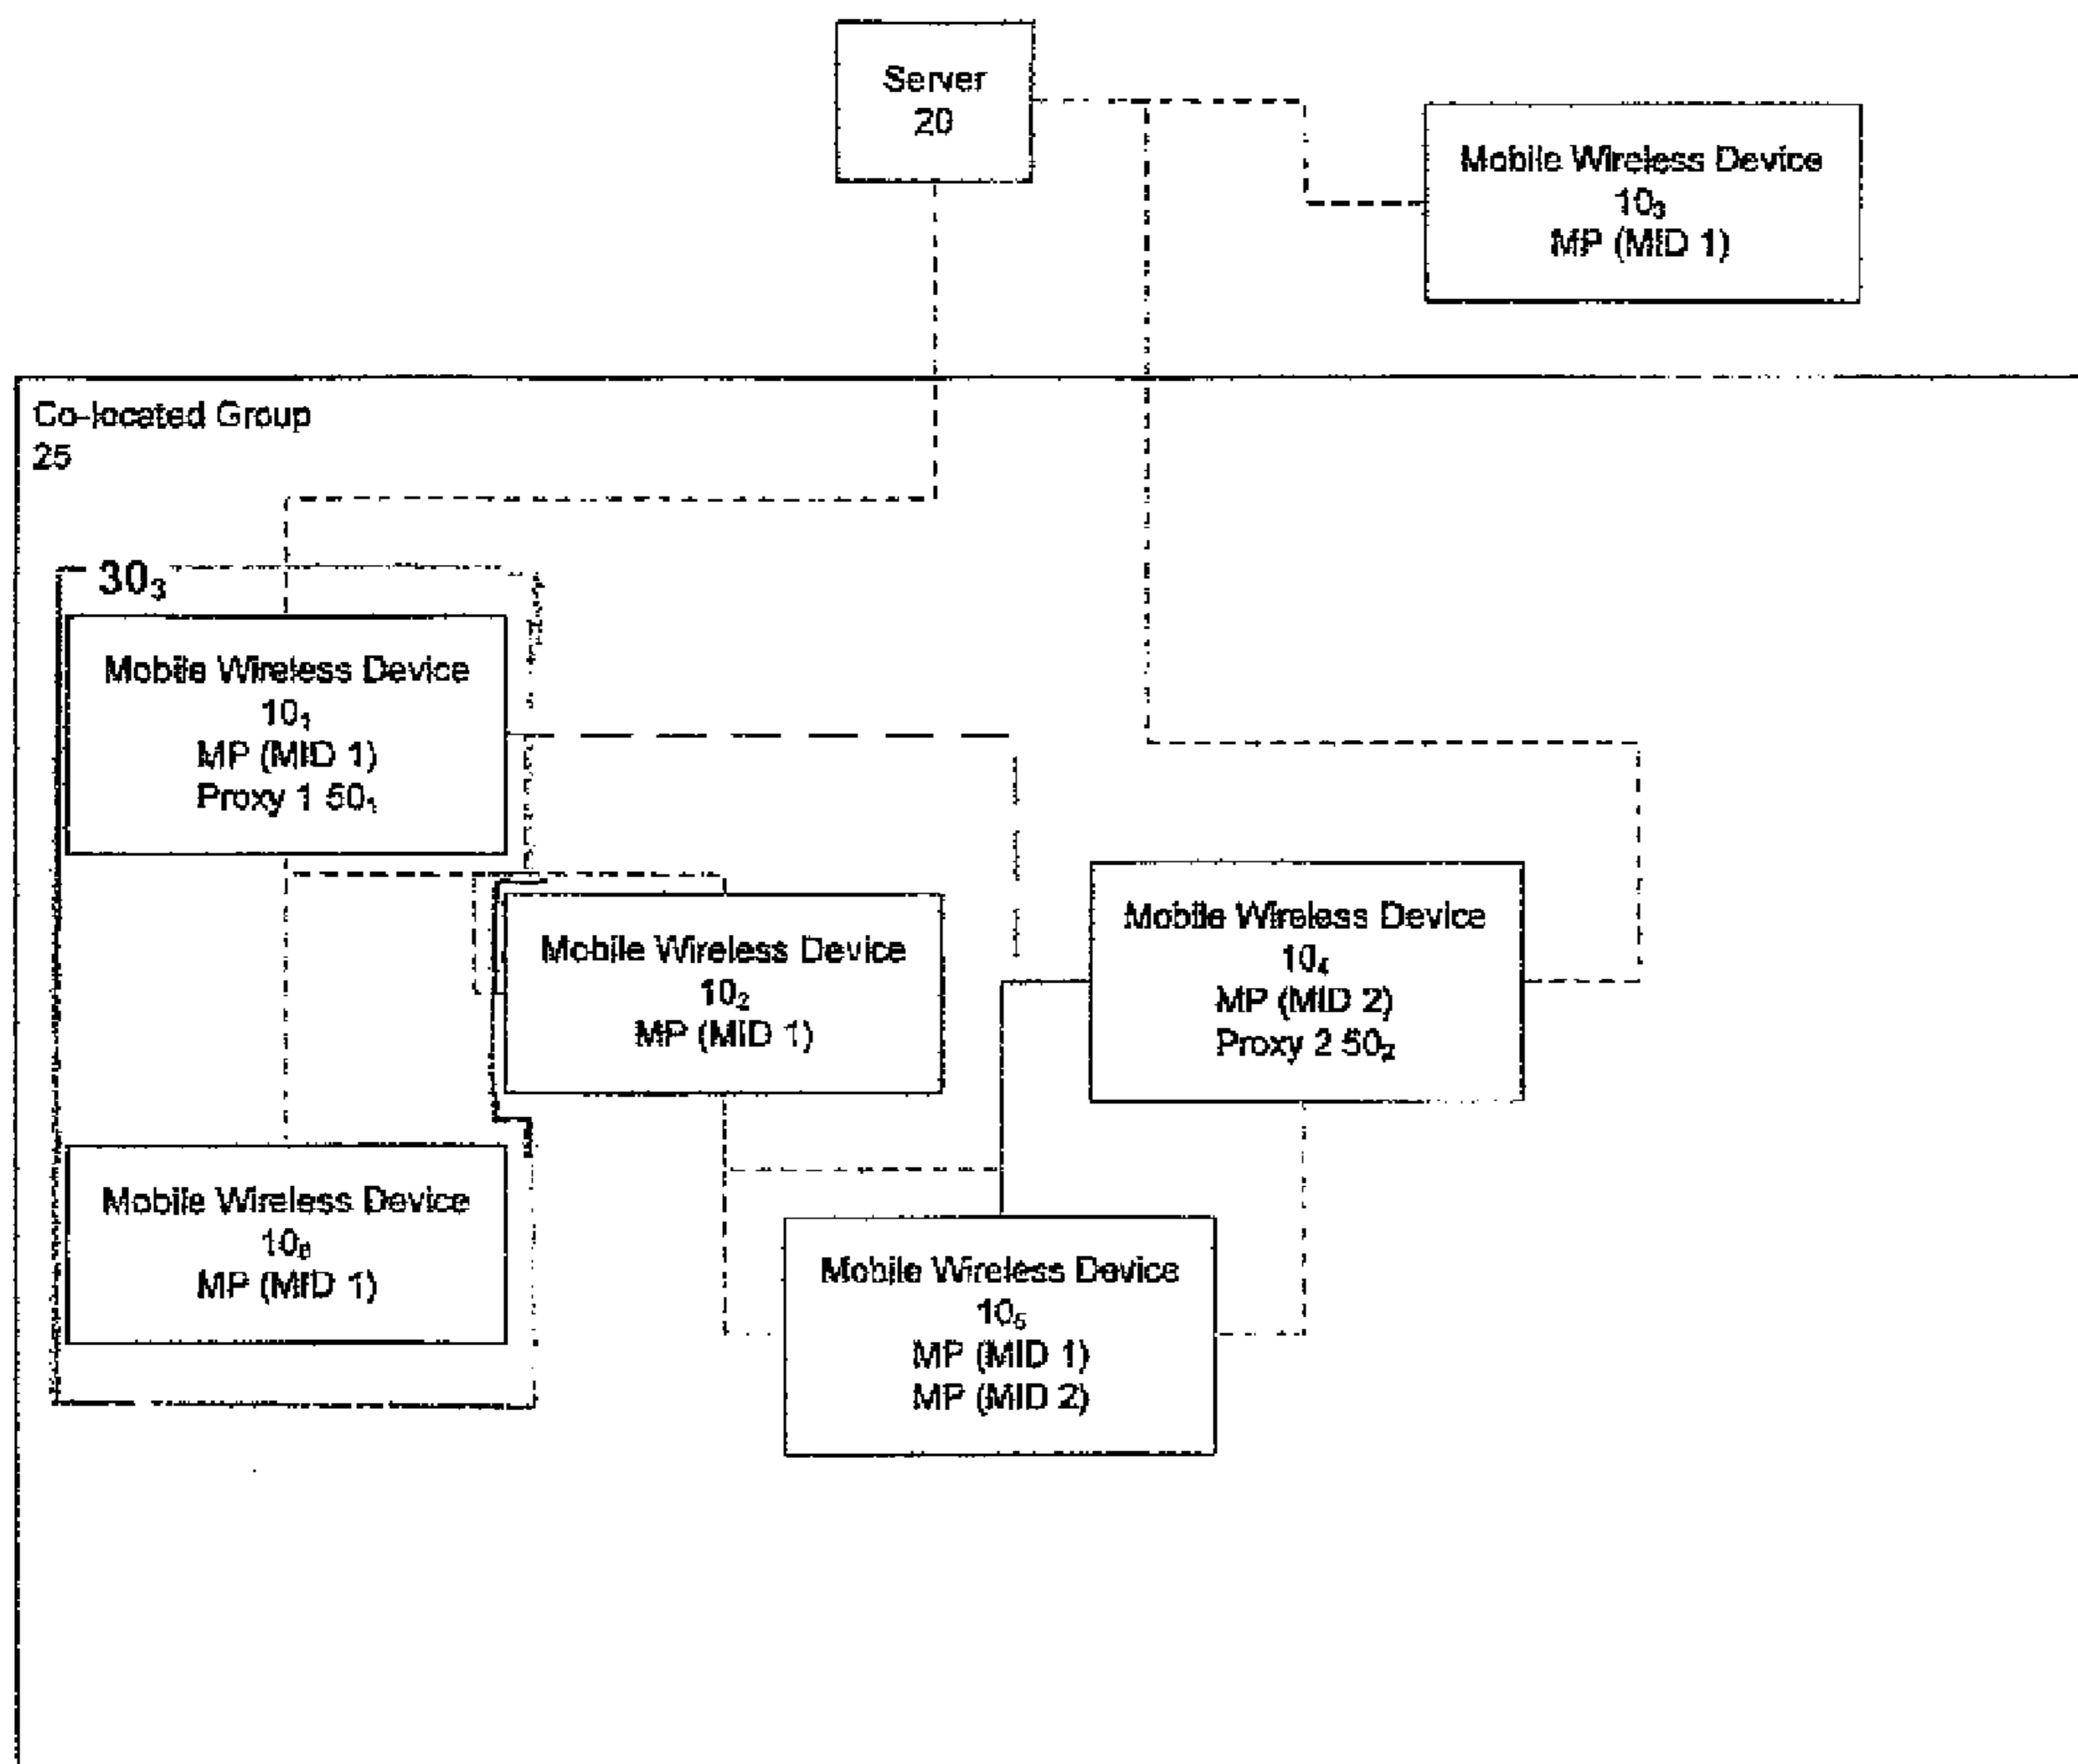 Server
20
Mobile Wireless Device
10₃
MP (MID 1)
Co-located Group
25
30₃
Mobile Wireless Device
10₁
MP (MID 1)
Proxy 1 50₁
Mobile Wireless Device
10₂
MP (MID 1)
Mobile Wireless Device
10₄
MP (MID 2)
Proxy 2 50₂
Mobile Wireless Device
10₆
MP (MID 1)
Mobile Wireless Device
10₅
MP (MID 1)
MP (MID 2)